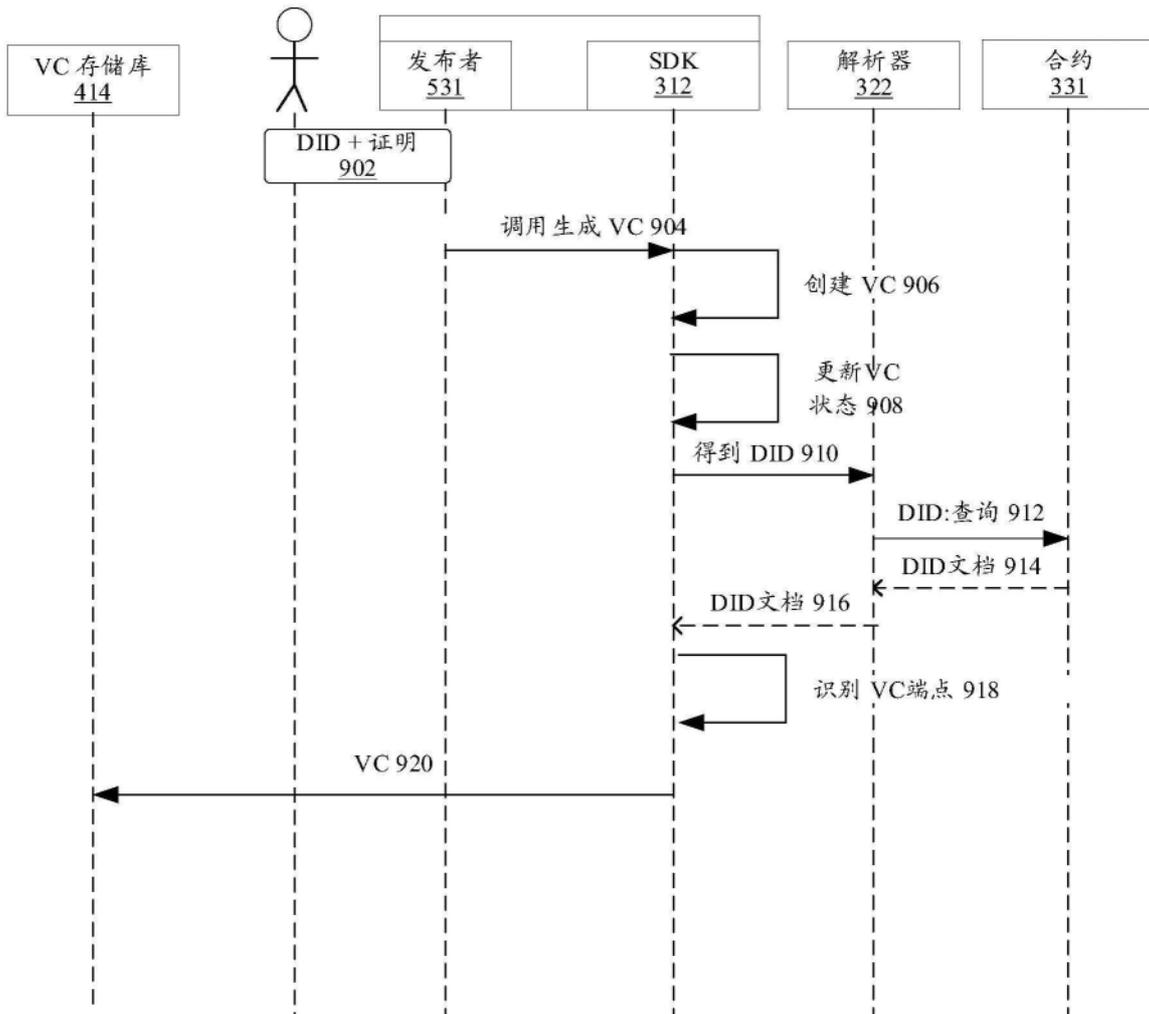 VC 存储库
414
发布者
531
SDK
312
解析器
322
合约
331
DID + 证明
902
调用生成 VC 904
创建 VC 906
更新VC
状态 908
得到 DID 910
DID:查询 912
DID文档 914
DID文档 916
识别 VC端点 918
VC 920